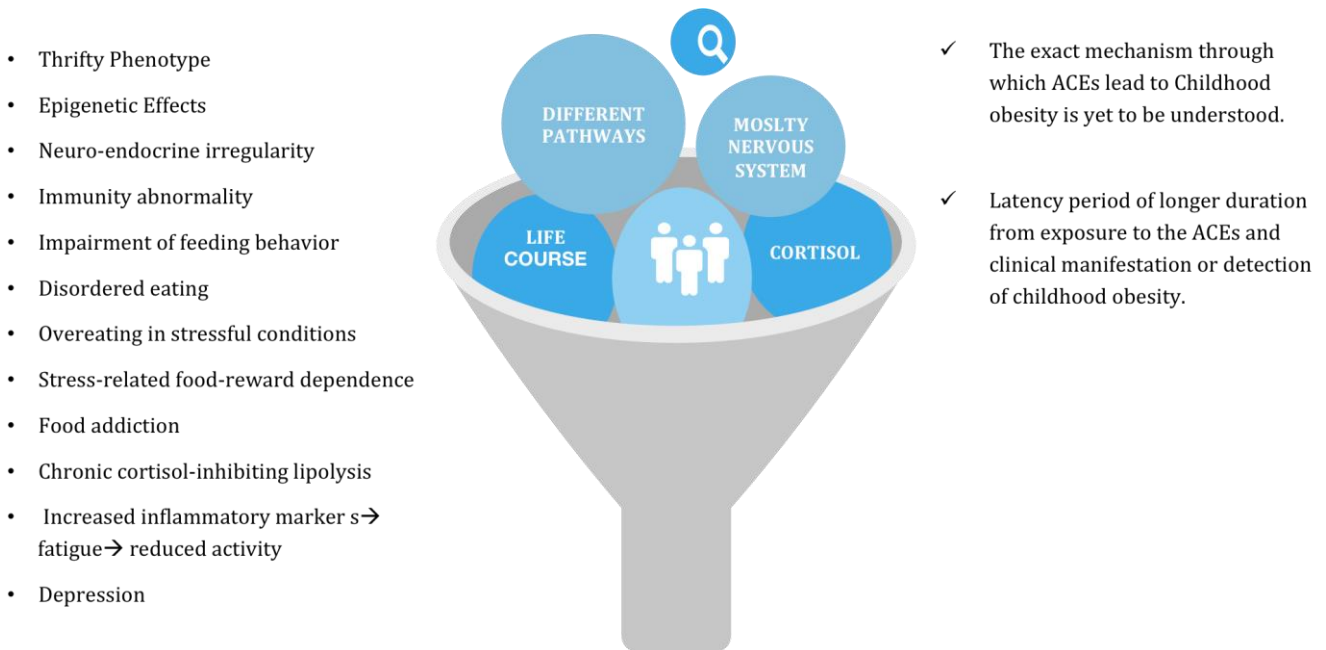 • Thrifty Phenotype
• Epigenetic Effects
• Neuro-endocrine irregularity
• Immunity abnormality
• Impairment of feeding behavior
• Disordered eating
• Overeating in stressful conditions
• Stress-related food-reward dependence
• Food addiction
• Chronic cortisol-inhibiting lipolysis
• Increased inflammatory marker s→
fatigue→ reduced activity
• Depression
DIFFERENT
PATHWAYS
MOSLTY
NERVOUS
SYSTEM
LIFE
COURSE
CORTISOL
✓ The exact mechanism through
which ACEs lead to Childhood
obesity is yet to be understood.
✓ Latency period of longer duration
from exposure to the ACEs and
clinical manifestation or detection
of childhood obesity.